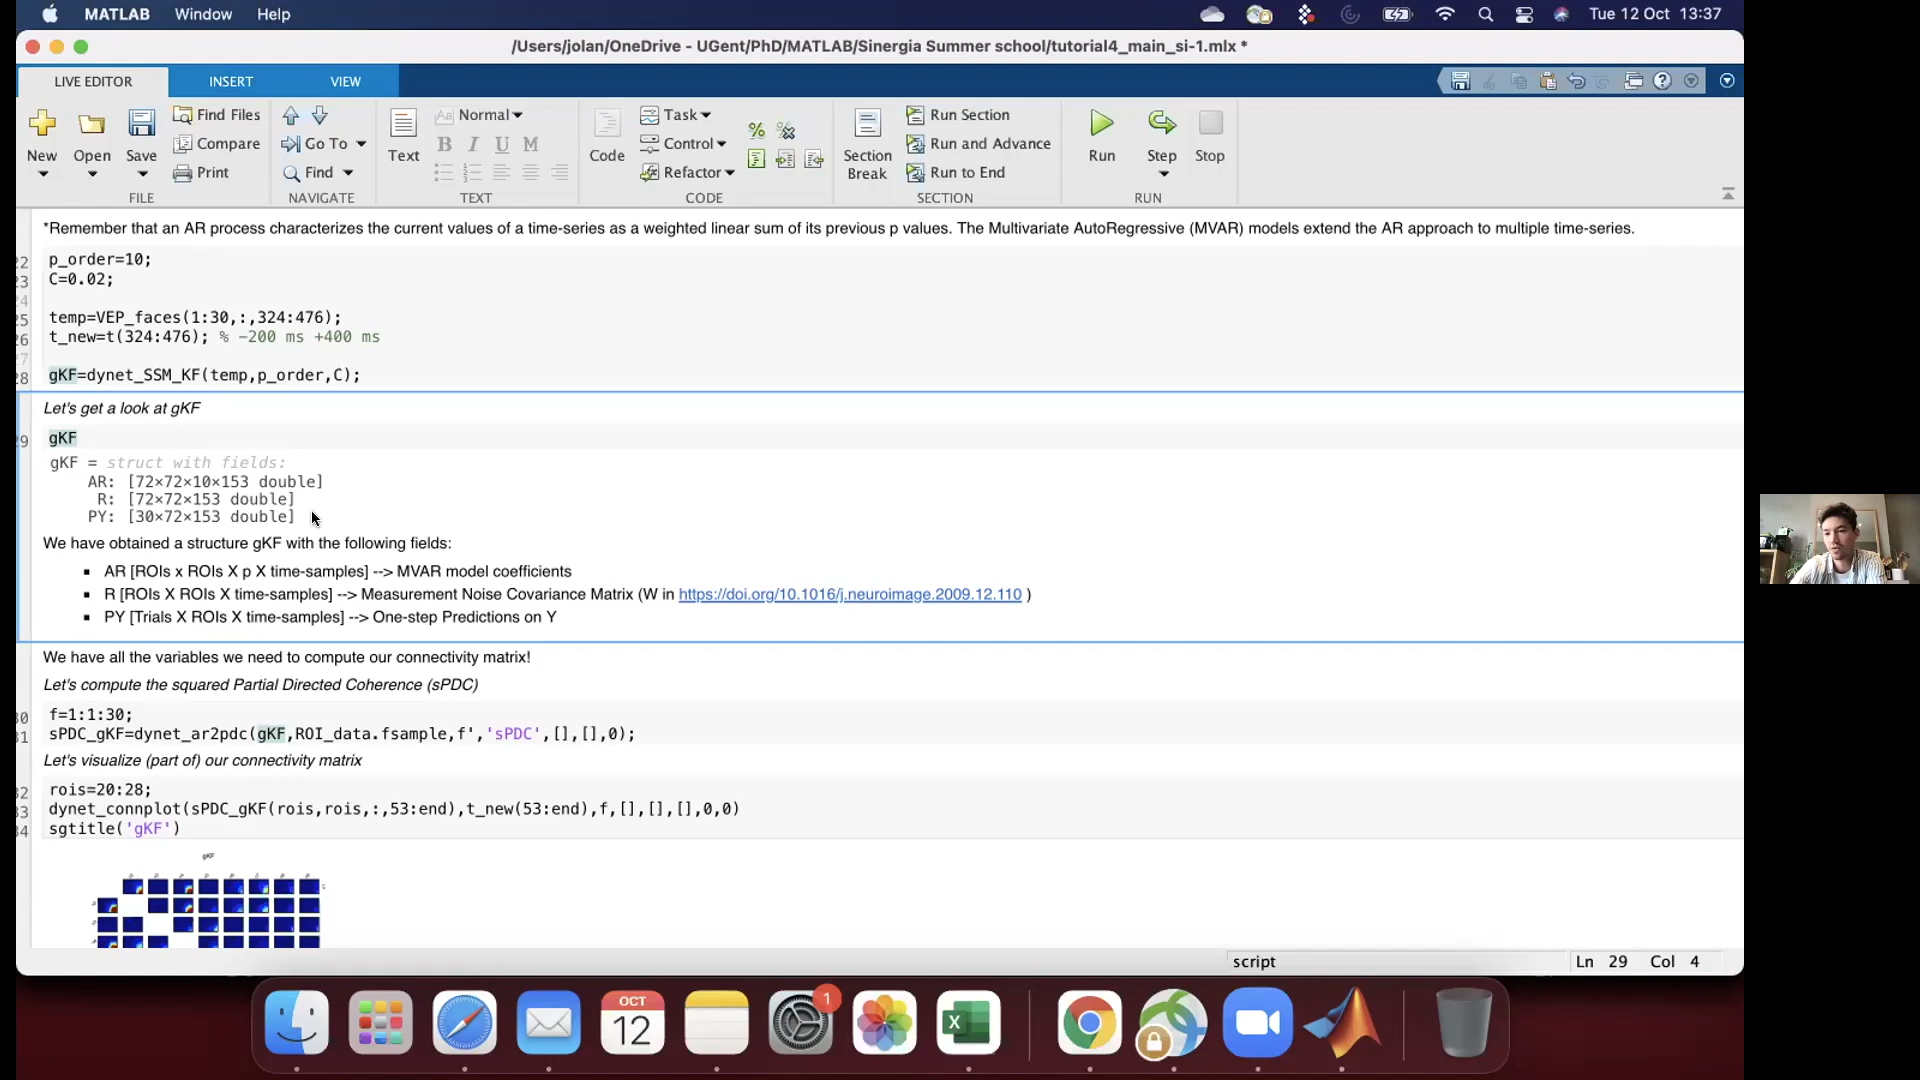 MATLAB Window Help Tue 12 Oct 13:37
/Users/jolan/OneDrive - UGent/PhD/MATLAB/Sinergia Summer school/tutorial4_main_si-1.mlx *
LIVE EDITOR INSERT VIEW
New Open Save Find Files Compare Print
Go To Find
Text Normal B I U M
Code Task Control Refactor
Section Break Run Section Run and Advance Run to End
Run Step Stop
FILE NAVIGATE TEXT CODE SECTION RUN
*Remember that an AR process characterizes the current values of a time-series as a weighted linear sum of its previous p values. The Multivariate AutoRegressive (MVAR) models extend the AR approach to multiple time-series.
p_order=10;
C=0.02;
temp=VEP_faces(1:30,:,324:476);
t_new=t(324:476); % -200 ms +400 ms
gKF=dynet_SSM_KF(temp,p_order,C);
Let's get a look at gKF
gKF
gKF = struct with fields:
AR: [72×72×10×153 double]
R: [72×72×153 double]
PY: [30×72×153 double]
We have obtained a structure gKF with the following fields:
▪ AR [ROIs x ROIs X p X time-samples] --> MVAR model coefficients
▪ R [ROIs X ROIs X time-samples] --> Measurement Noise Covariance Matrix (W in https://doi.org/10.1016/j.neuroimage.2009.12.110 )
▪ PY [Trials X ROIs X time-samples] --> One-step Predictions on Y
We have all the variables we need to compute our connectivity matrix!
Let's compute the squared Partial Directed Coherence (sPDC)
f=1:1:30;
sPDC_gKF=dynet_ar2pdc(gKF,ROI_data.fsample,f','sPDC',[],[],0);
Let's visualize (part of) our connectivity matrix
rois=20:28;
dynet_connplot(sPDC_gKF(rois,rois,:,53:end),t_new(53:end),f,[],[],[],0,0)
sgtitle('gKF')
gKF
script Ln 29 Col 4
OCT
12
1